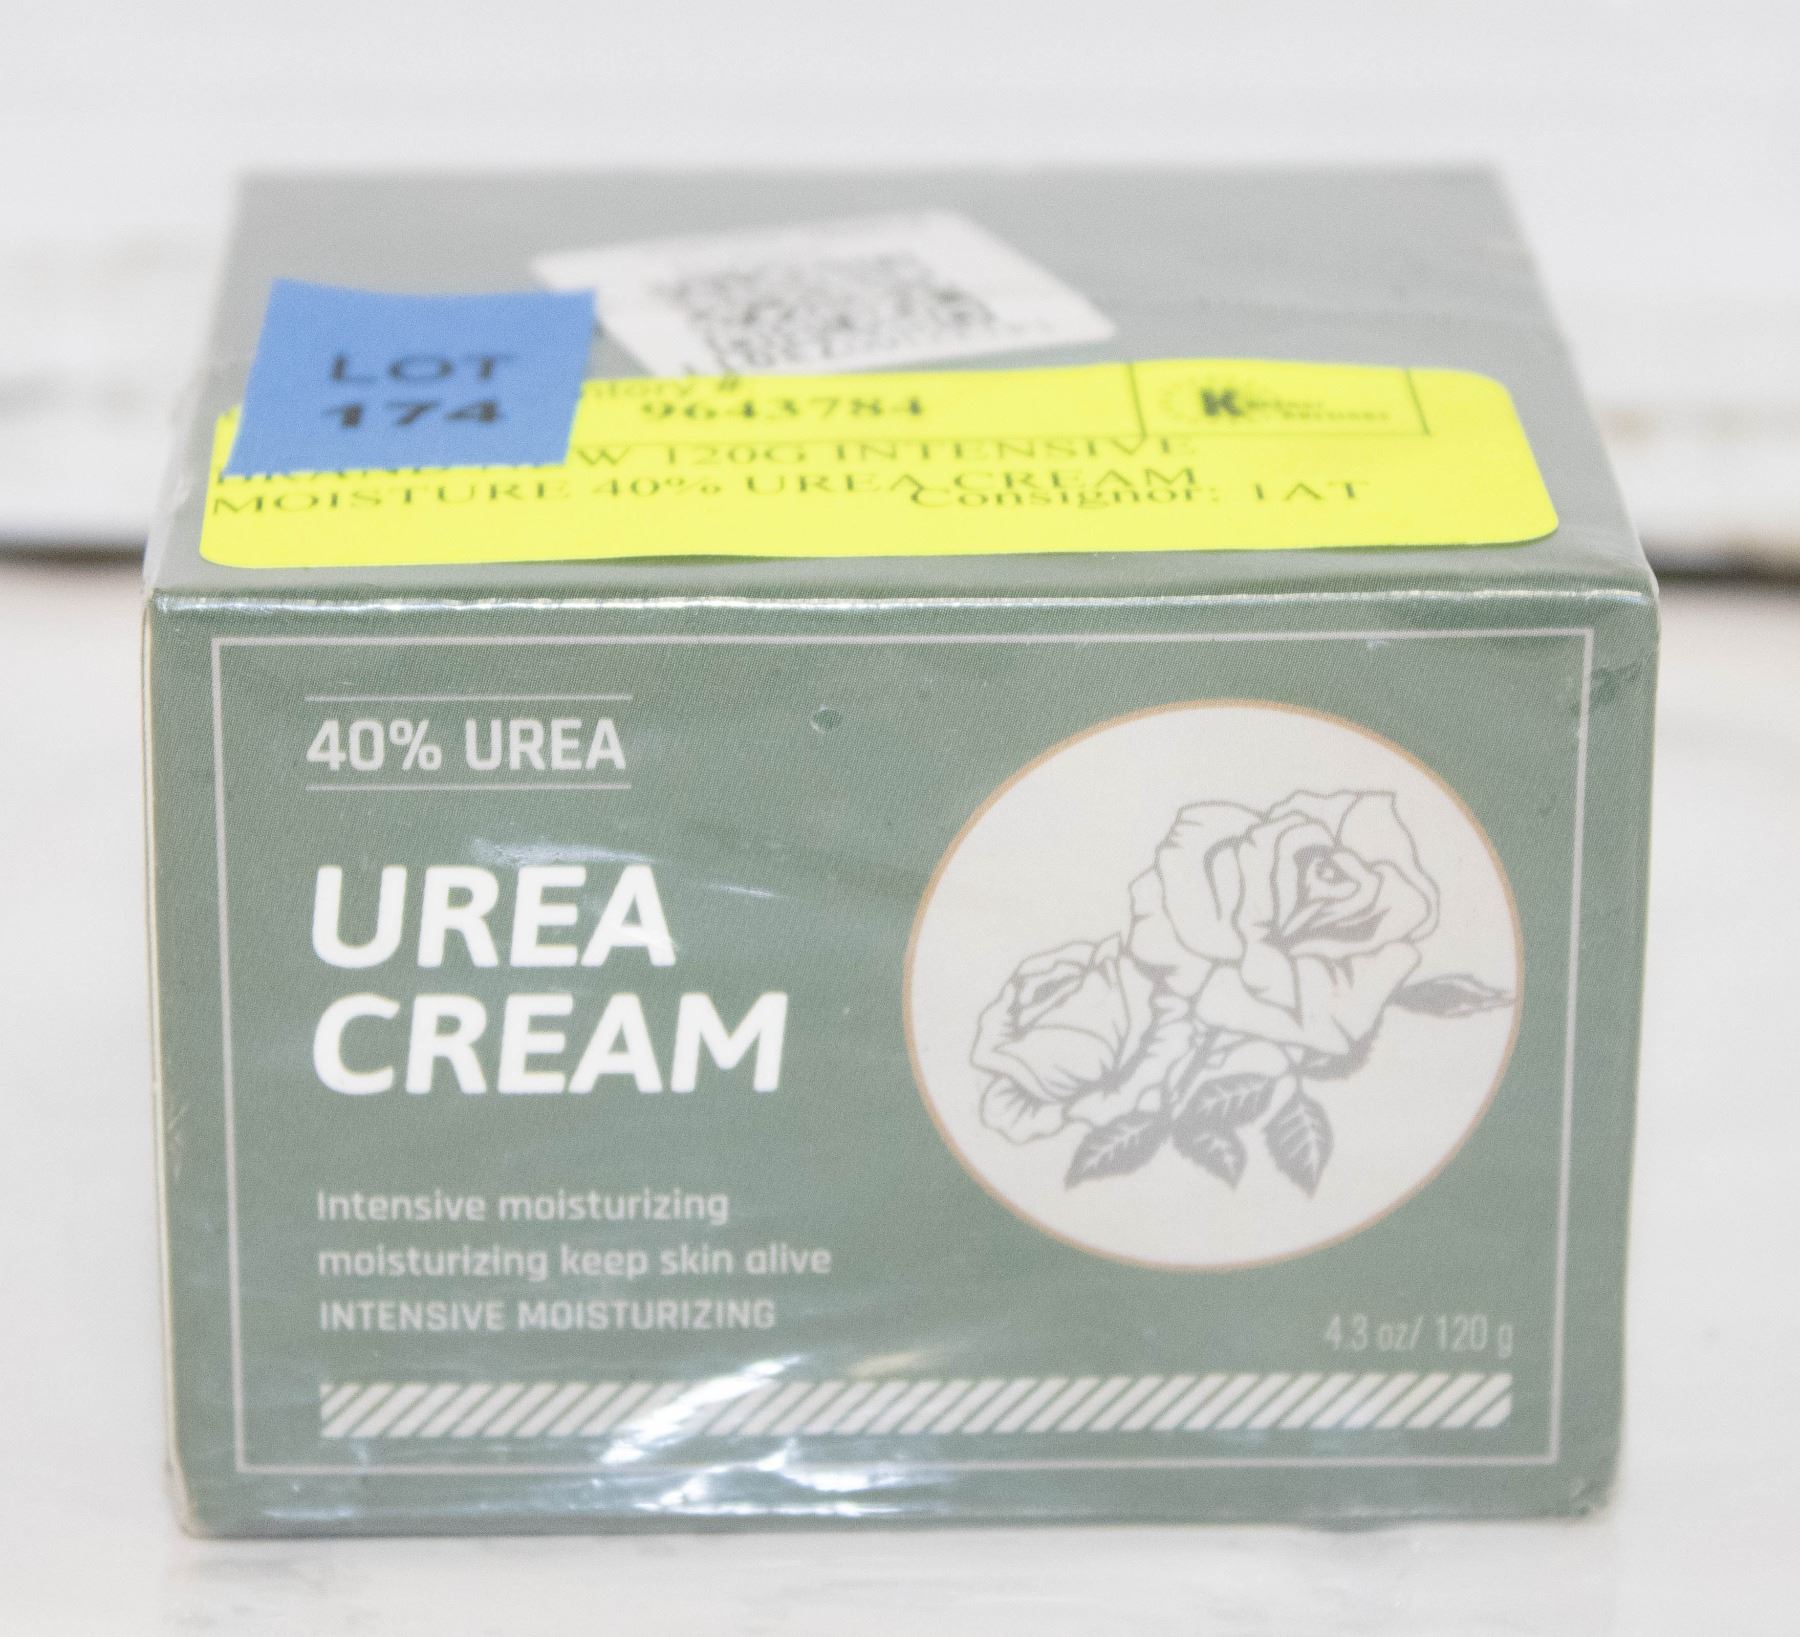 LOT
174
9643784
W 120G INTENSIVE
MOISTURE 40% UREA CREAM
Consignor: 1AT
40% UREA
UREA
CREAM
Intensive moisturizing
moisturizing keep skin alive
INTENSIVE MOISTURIZING
4.3 oz/ 120 g